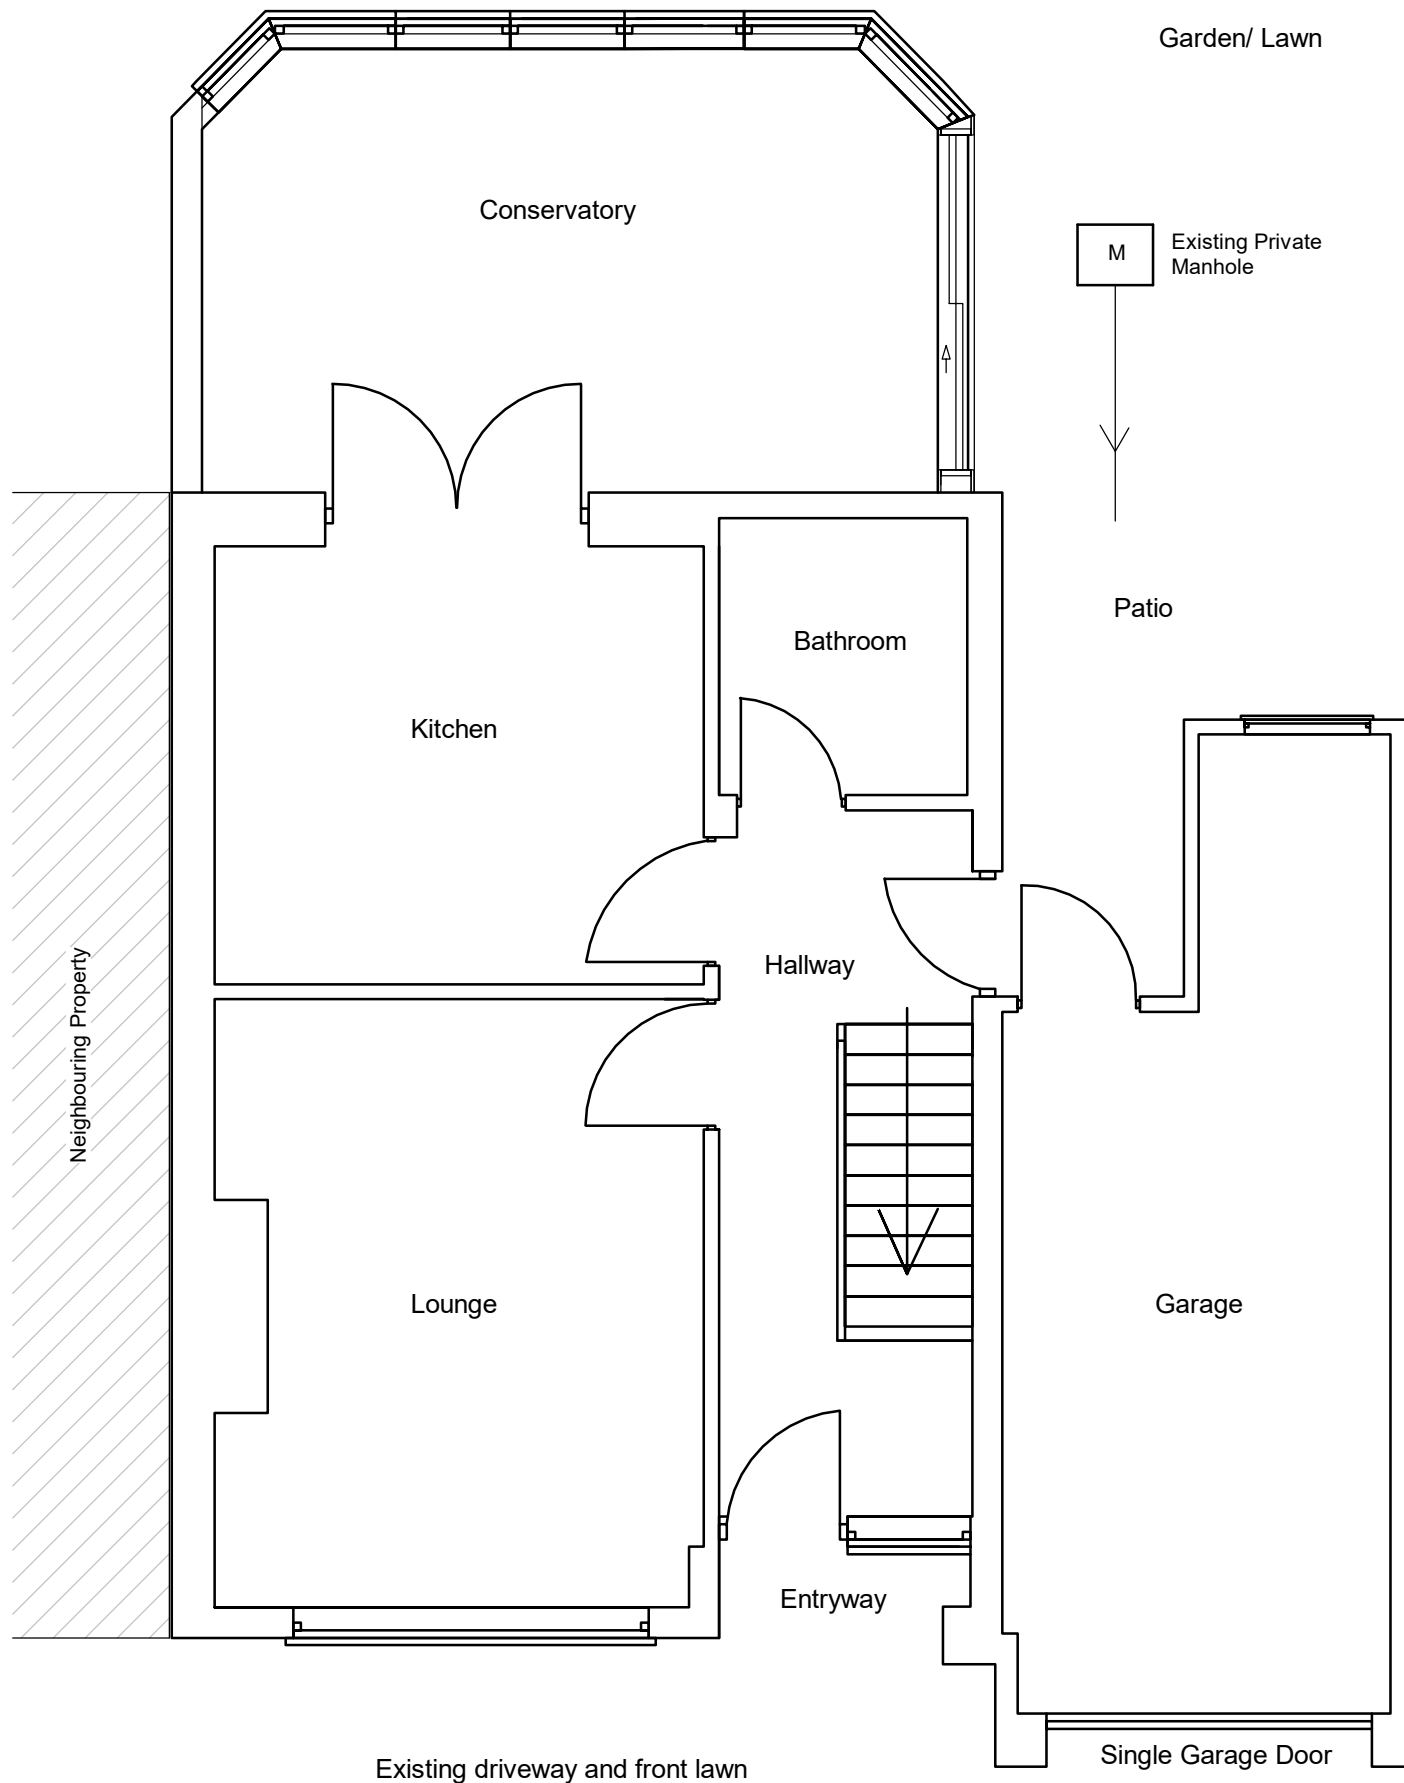 Garden/ Lawn
Conservatory
M
Existing Private
Manhole
Patio
Bathroom
Kitchen
Hallway
Neighbouring Property
Lounge
Garage
Entryway
Single Garage Door
Existing driveway and front lawn